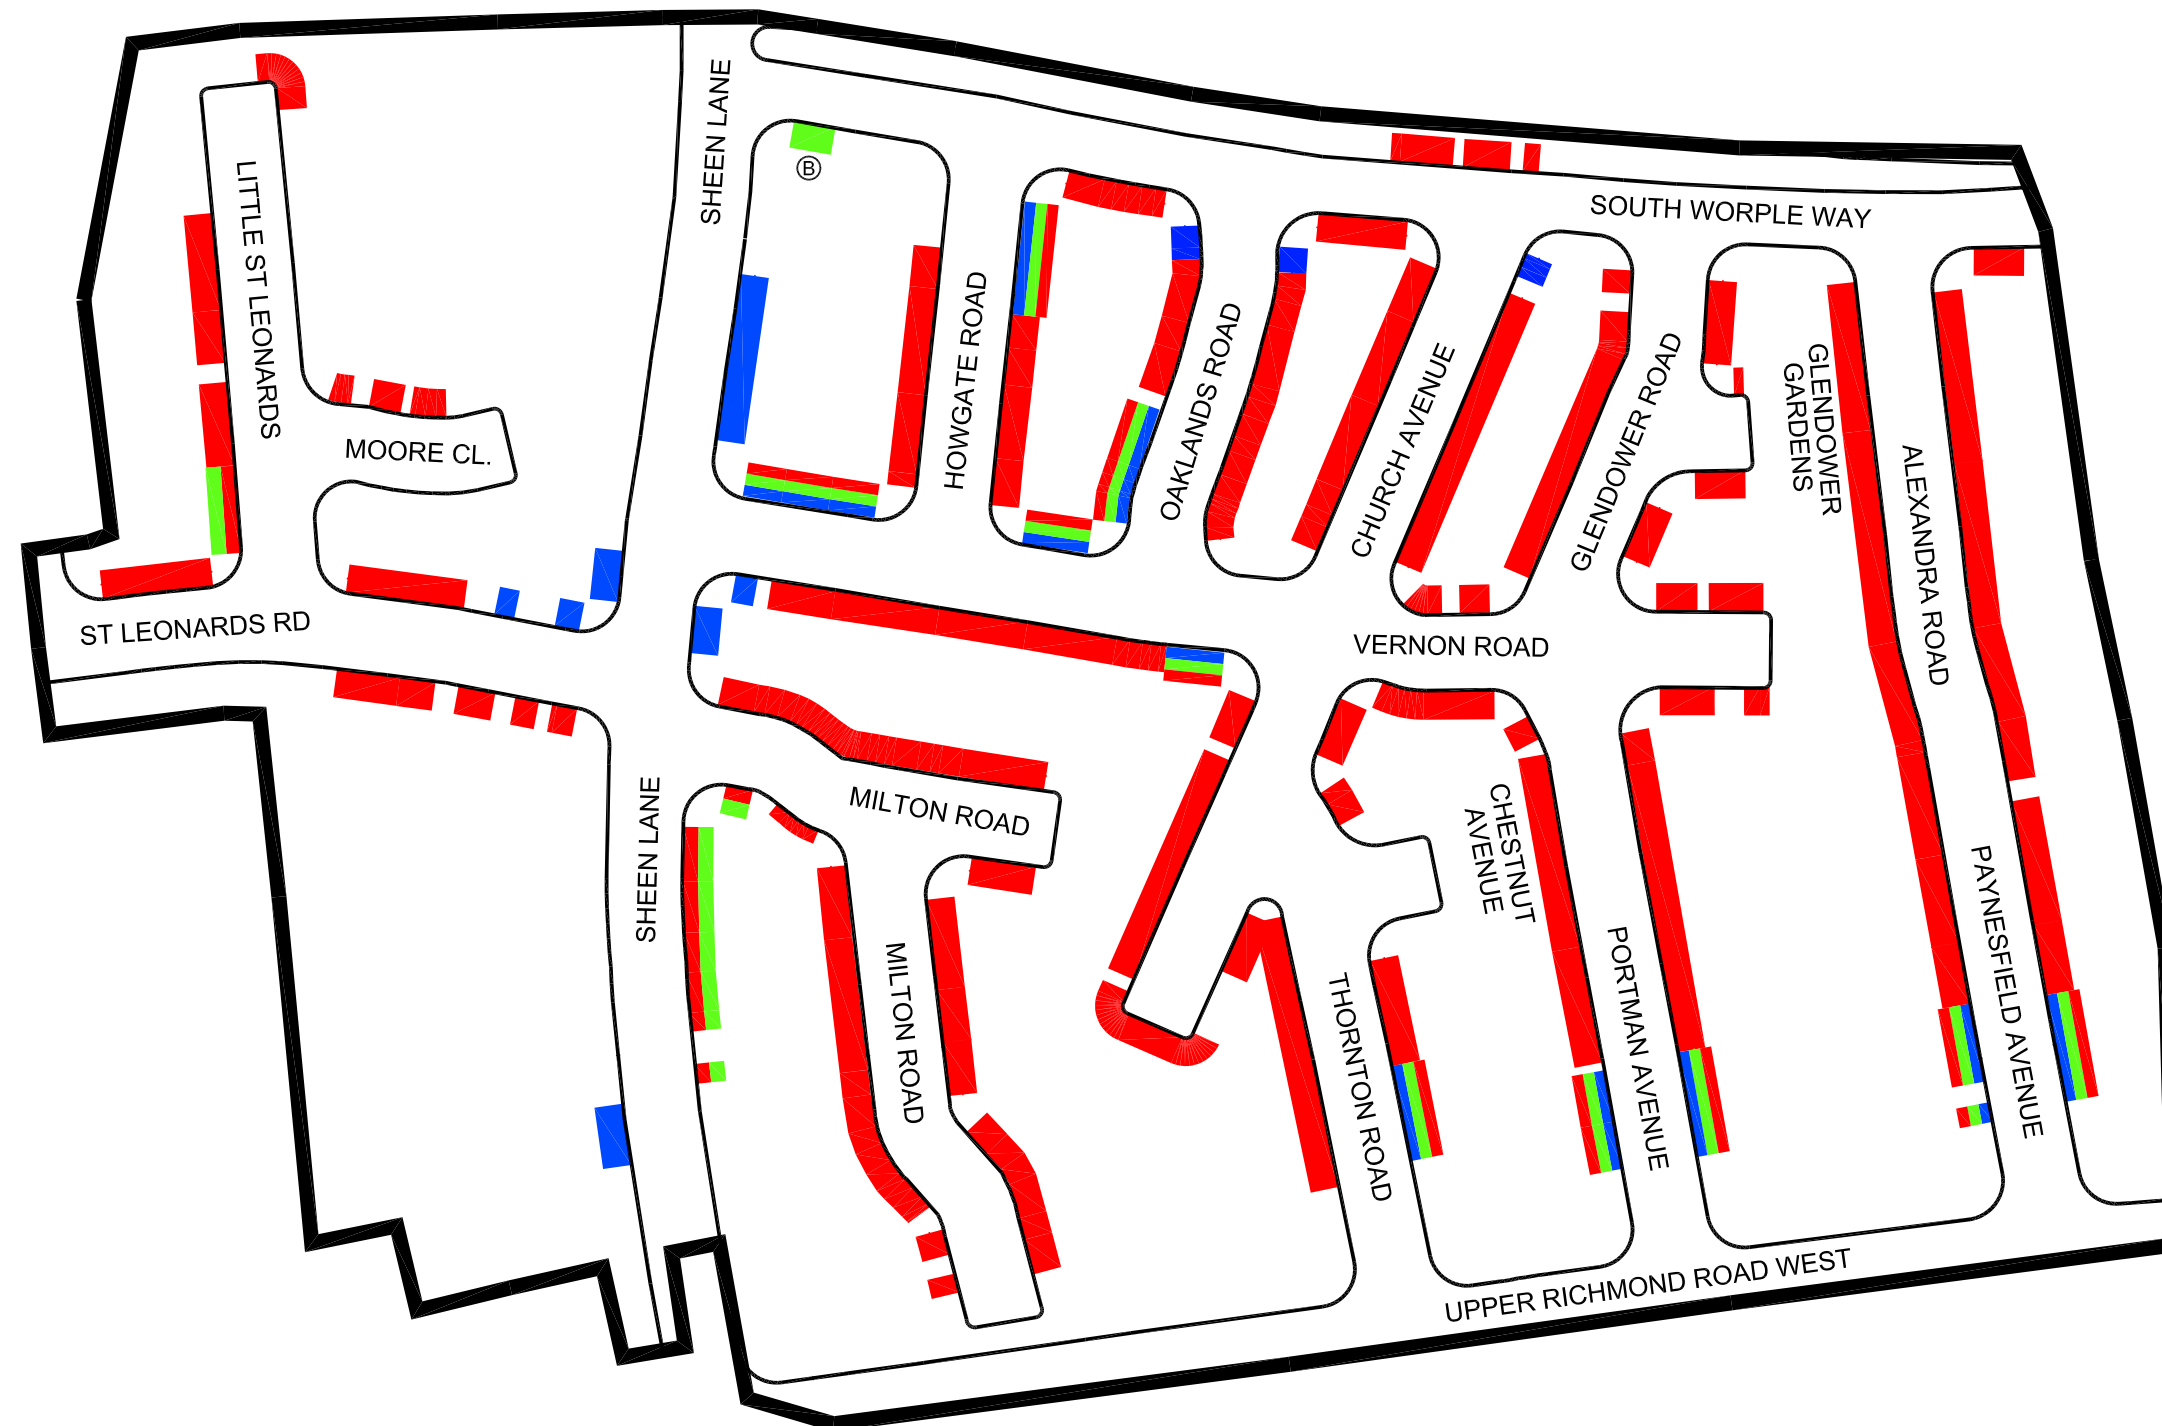 SHEEN LANE
B
LITTLE ST LEONARDS
SOUTH WORPLE WAY
HOWGATE ROAD
OAKLANDS ROAD
CHURCH AVENUE
GLENDOWER ROAD
GLENDOWER
GARDENS
MOORE CL.
ALEXANDRA ROAD
ST LEONARDS RD
VERNON ROAD
SHEEN LANE
MILTON ROAD
CHESTNUT
AVENUE
PAYNESFIELD AVENUE
MILTON ROAD
THORNTON ROAD
PORTMAN AVENUE
UPPER RICHMOND ROAD WEST